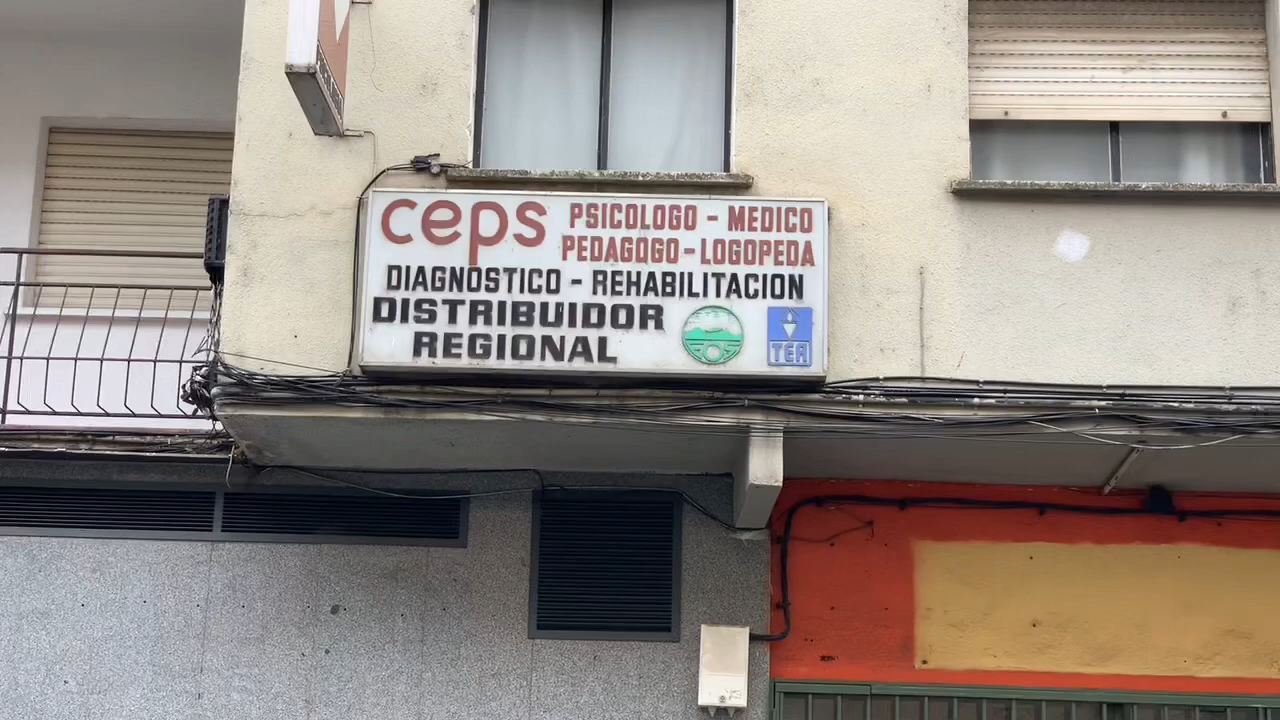 ceps PSICOLOGO - MEDICO
PEDAGOGO - LOGOPEDA
DIAGNOSTICO - REHABILITACION
DISTRIBUIDOR
REGIONAL
TEA